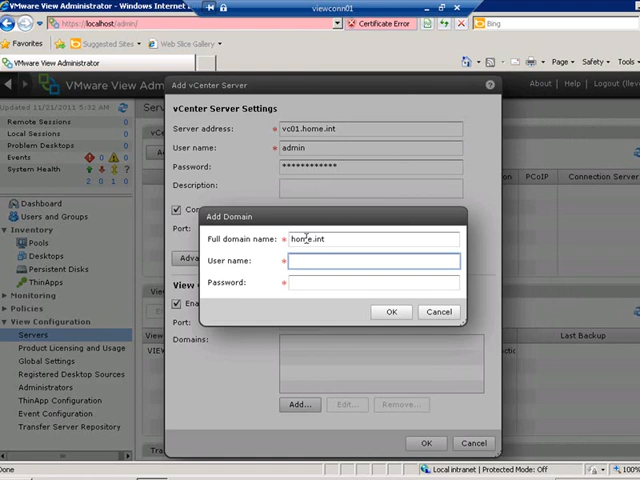 VMware View Administrator - Windows Internet
viewconn01
https://localhost/admin/
Certificate Error
Bing
Favorites
Suggested Sites
Web Slice Gallery
VMware View Administrator
Page
Safety
Tools
VMware View Adm
About
Help
Logout (
Updated 11/21/2011 5:32 AM
Remote Sessions
Local Sessions
Problem Desktops
Events 0 0
System Health
2 0 1 0
Dashboard
Users and Groups
Inventory
Pools
Desktops
Persistent Disks
ThinApps
Monitoring
Policies
View Configuration
Servers
Product Licensing and Usage
Global Settings
Registered Desktop Sources
Administrators
ThinApp Configuration
Event Configuration
Transfer Server Repository
Add vCenter Server
vCenter Server Settings
Server address: * vc01.home.int
User name: * admin
Password: * ************
Description:
Port:
Add Domain
Full domain name: * home.int
User name: *
Password: *
OK
Cancel
Port:
Domains:
Add...
Edit...
Remove...
OK
Cancel
PCoIP
Connection Server
Last Backup
Done
Local intranet | Protected Mode: Off
100%